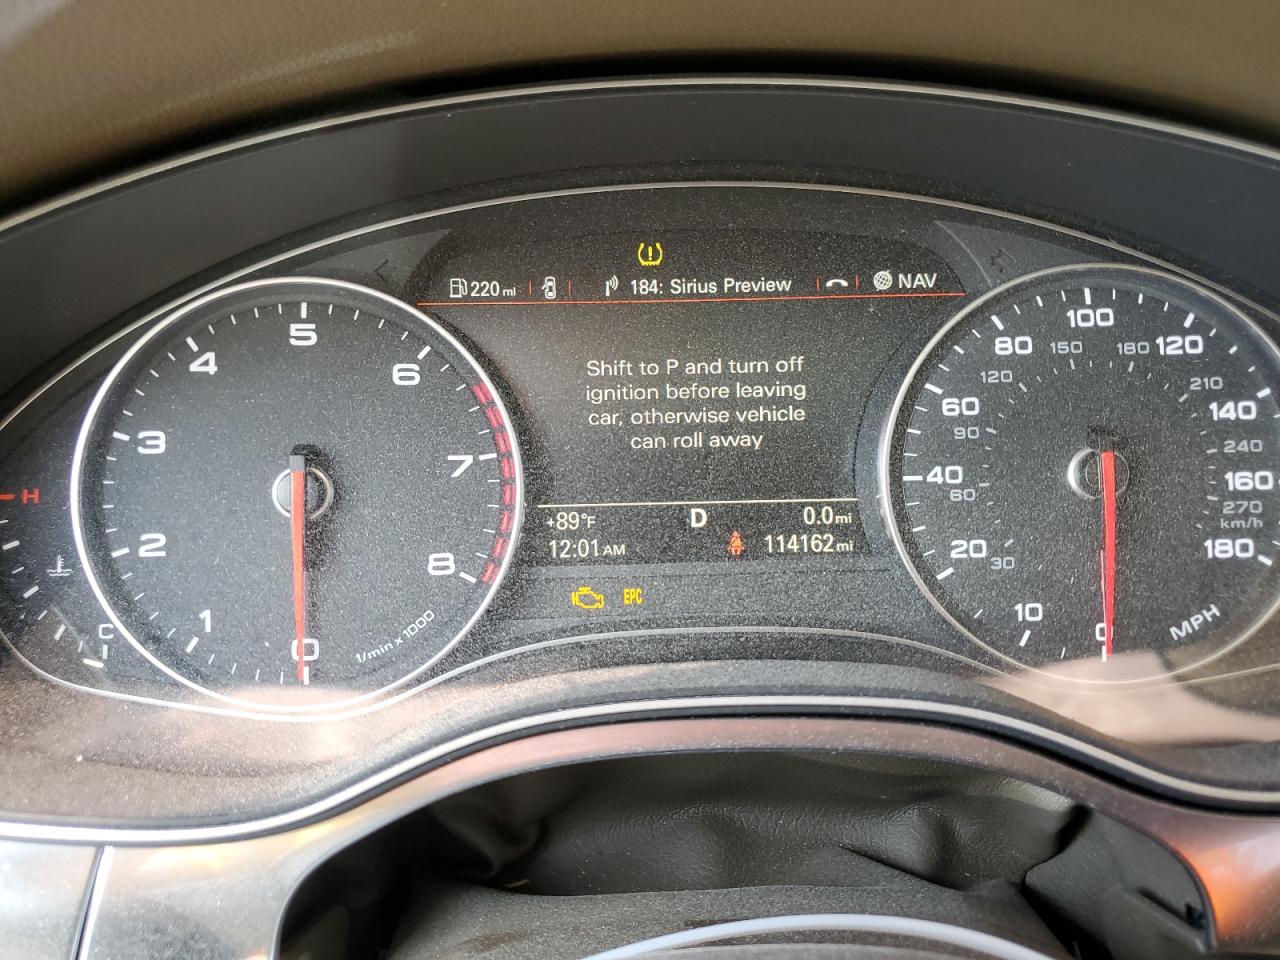 220 mi
184: Sirius Preview
NAV
Shift to P and turn off
ignition before leaving
car, otherwise vehicle
can roll away
+89°F
D
0.0 mi
12:01 AM
114162 mi
EPC
H
C
0
1
2
3
4
5
6
7
8
1/min x 1000
0
10
20
40
60
80
100
120
140
160
180
30
60
90
120
150
180
210
240
270
km/h
MPH